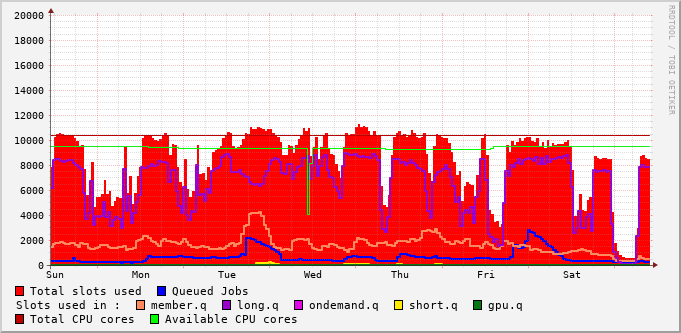 RRDTOOL / TOBI OETIKER
20000
18000
16000
14000
12000
10000
8000
6000
4000
2000
0
Sun Mon Tue Wed Thu Fri Sat
Total slots used Queued Jobs
Slots used in : member.q long.q ondemand.q short.q gpu.q
Total CPU cores Available CPU cores